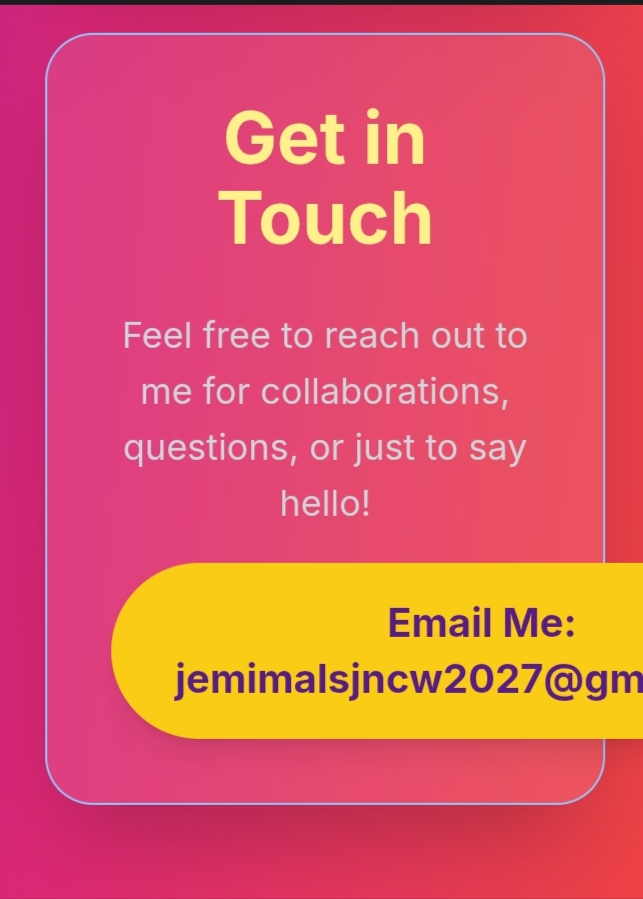 Get in
Touch
Feel free to reach out to
me for collaborations,
questions, or just to say
hello!
Email Me:
jemimalsjncw2027@gm